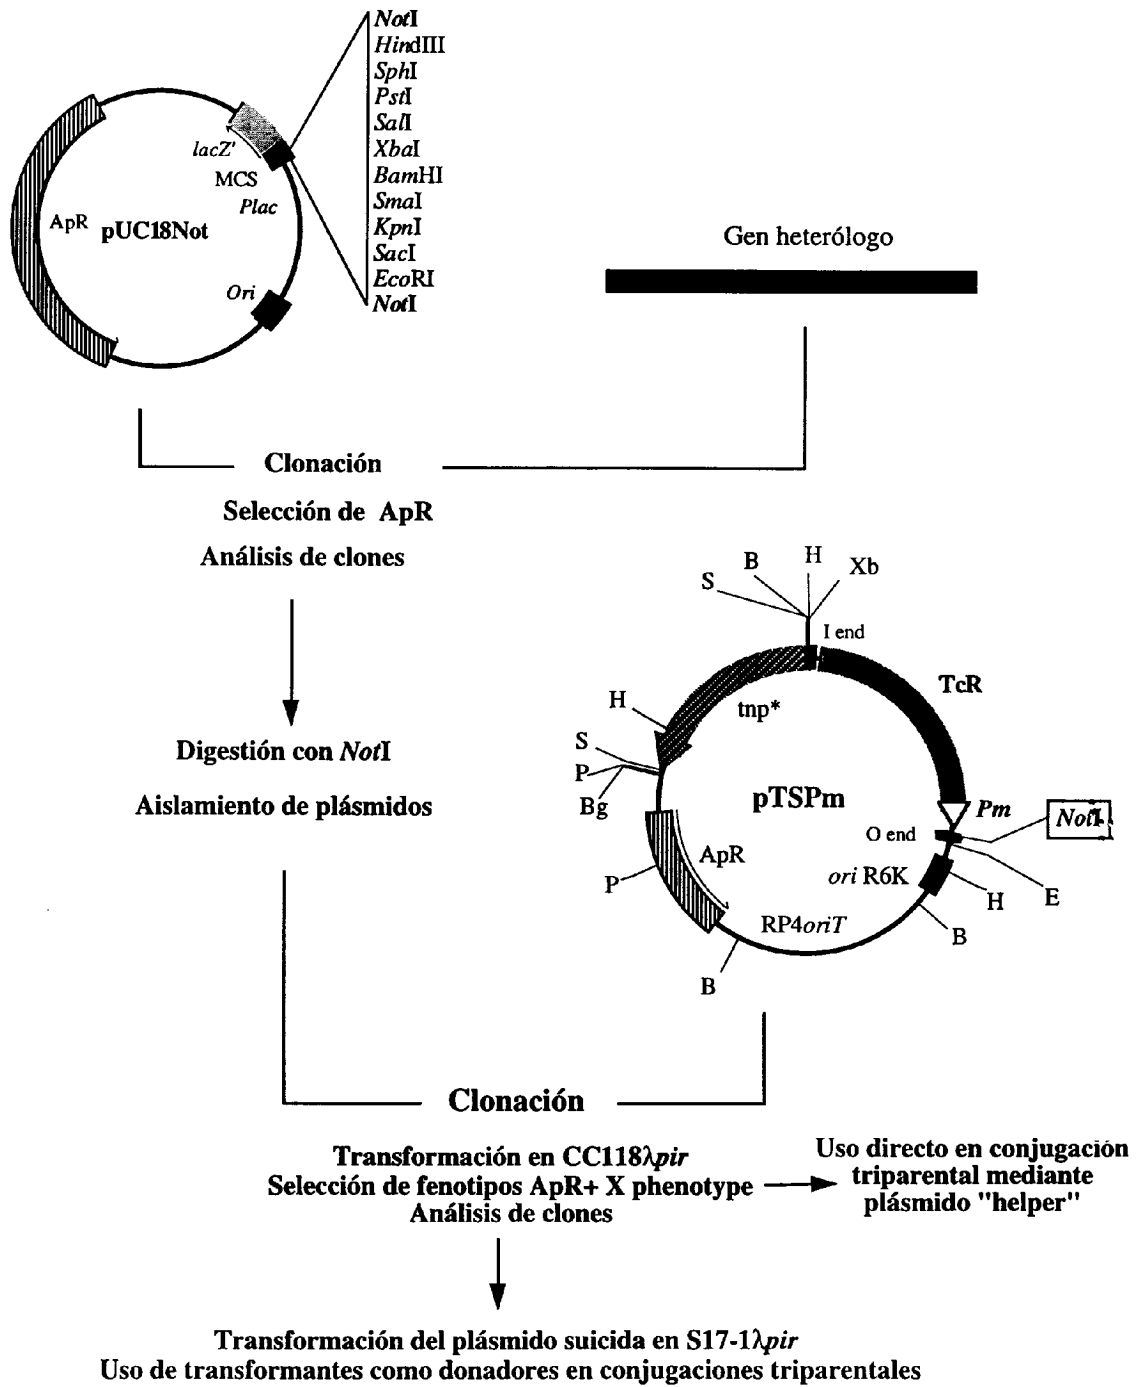 NotI
HindIII
SphI
PstI
SalI
XbaI
BamHI
SmaI
KpnI
SacI
EcoRI
NotI
lacZ'
MCS
Plac
ApR pUC18Not
Ori
Gen heterólogo
Clonación
Selección de ApR
Análisis de clones
Digestión con NotI
Aislamiento de plásmidos
S
B
H
Xb
I end
TcR
tnp*
H
S
P
Bg
pTSPm
Pm
NotI
O end
ApR
ori R6K
P
H
E
RP4oriT
B
B
Clonación
Transformación en CC118λpir
Selección de fenotipos ApR+ X phenotype
Análisis de clones
Uso directo en conjugación
triparental mediante
plásmido "helper"
Transformación del plásmido suicida en S17-1λpir
Uso de transformantes como donadores en conjugaciones triparentales